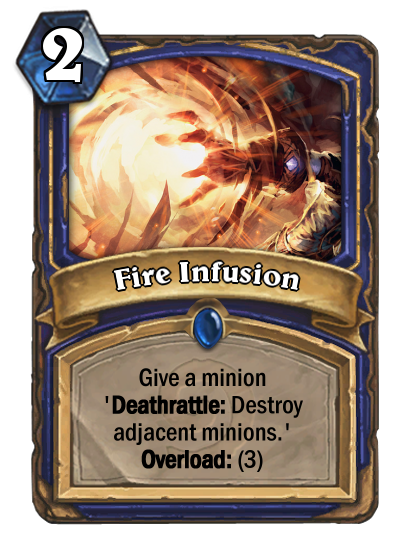 2
Fire Infusion
Give a minion
'Deathrattle: Destroy
adjacent minions.'
Overload: (3)